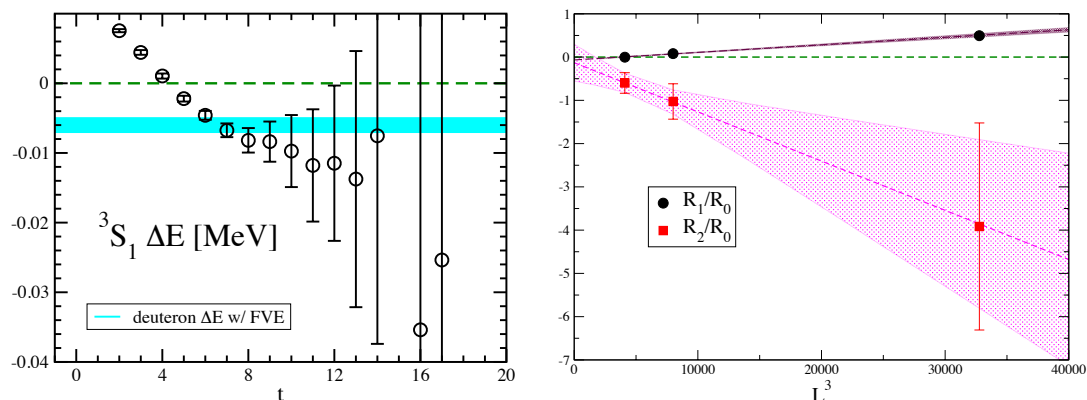 0
-0.01
-0.02
-0.03
-0.04
³S₁ ΔE [MeV]
deuteron ΔE w/ FVE
0 4 8 12 16 20
t
1
0
-1
-2
-3
-4
-5
-6
-7
R₁/R₀
R₂/R₀
0 10000 20000 30000 40000
L³